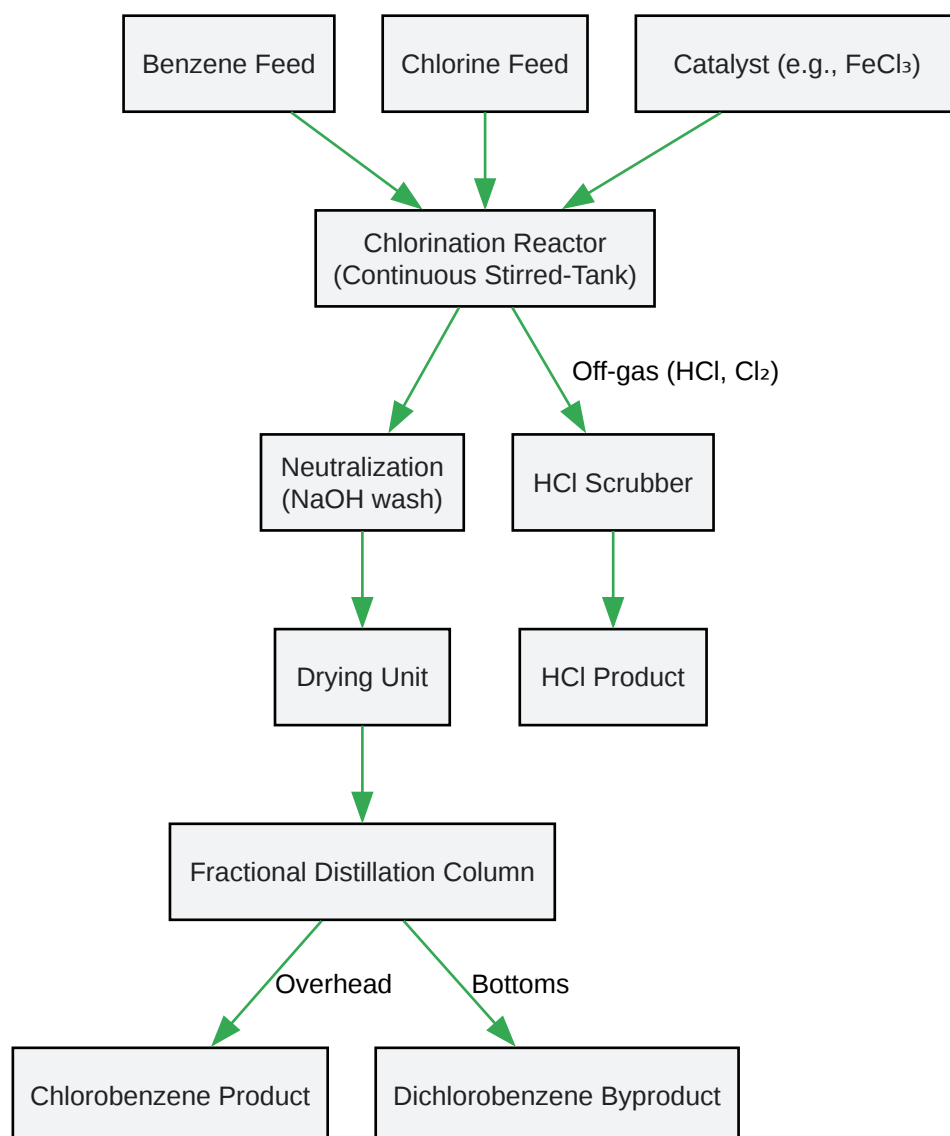 Benzene Feed
Chlorine Feed
Catalyst (e.g., FeCl₃)
Chlorination Reactor
(Continuous Stirred-Tank)
Off-gas (HCl, Cl₂)
Neutralization
(NaOH wash)
HCl Scrubber
Drying Unit
HCl Product
Fractional Distillation Column
Overhead
Bottoms
Chlorobenzene Product
Dichlorobenzene Byproduct